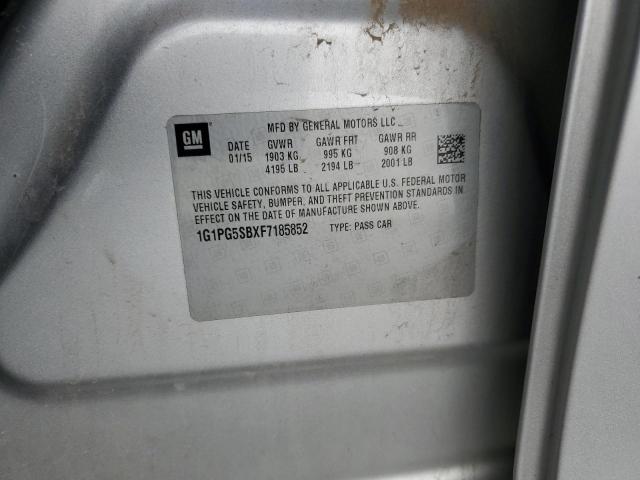 GM
MFD BY GENERAL MOTORS LLC
DATE GVWR GAWR FRT GAWR RR
01/15 1903 KG 995 KG 908 KG
4195 LB 2194 LB 2001 LB
THIS VEHICLE CONFORMS TO ALL APPLICABLE U.S. FEDERAL MOTOR
VEHICLE SAFETY, BUMPER, AND THEFT PREVENTION STANDARDS IN
EFFECT ON THE DATE OF MANUFACTURE SHOWN ABOVE.
1G1PG5SBXF7185852 TYPE: PASS CAR